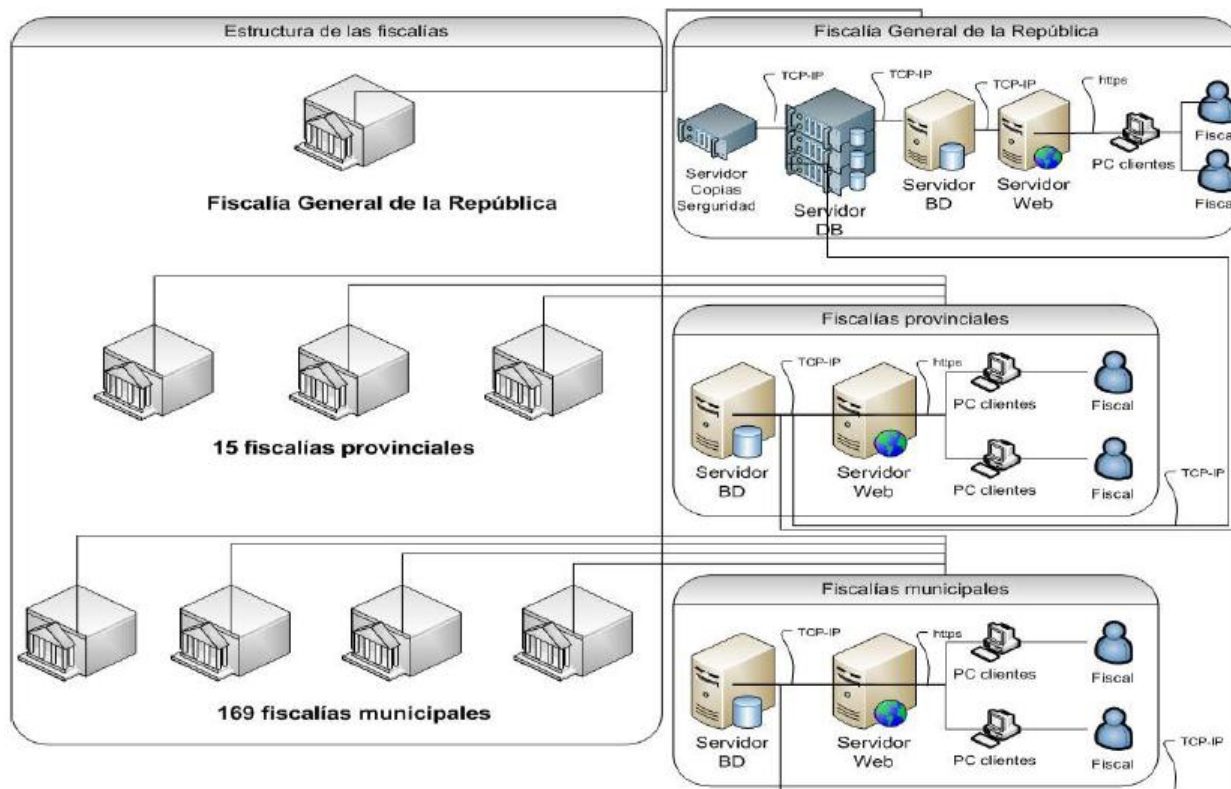 Estructura de las fiscalías
Fiscalía General de la República
15 fiscalías provinciales
169 fiscalías municipales
Fiscalía General de la República
TCP-IP
TCP-IP
TCP-IP
https
Servidor
Copias
Serguridad
Servidor
DB
Servidor
BD
Servidor
Web
PC clientes
Fiscal
Fiscal
Fiscalías provinciales
TCP-IP
https
Servidor
BD
Servidor
Web
PC clientes
Fiscal
PC clientes
Fiscal
TCP-IP
Fiscalías municipales
TCP-IP
https
Servidor
BD
Servidor
Web
PC clientes
Fiscal
PC clientes
Fiscal
TCP-IP